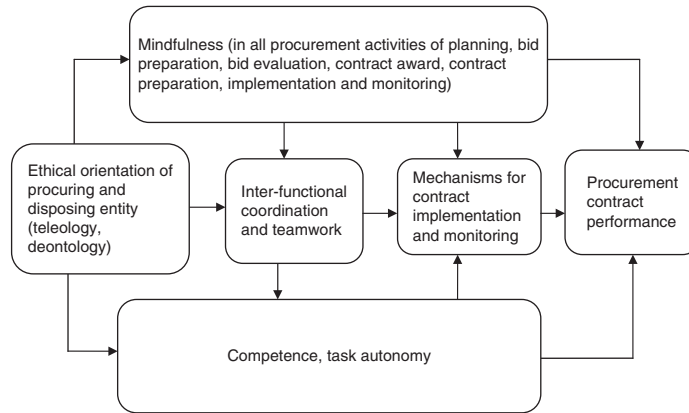 Mindfulness (in all procurement activities of planning, bid
preparation, bid evaluation, contract award, contract
preparation, implementation and monitoring)
Ethical orientation of
procuring and
disposing entity
(teleology,
deontology)
Inter-functional
coordination
and teamwork
Mechanisms for
contract
implementation
and monitoring
Procurement
contract
performance
Competence, task autonomy